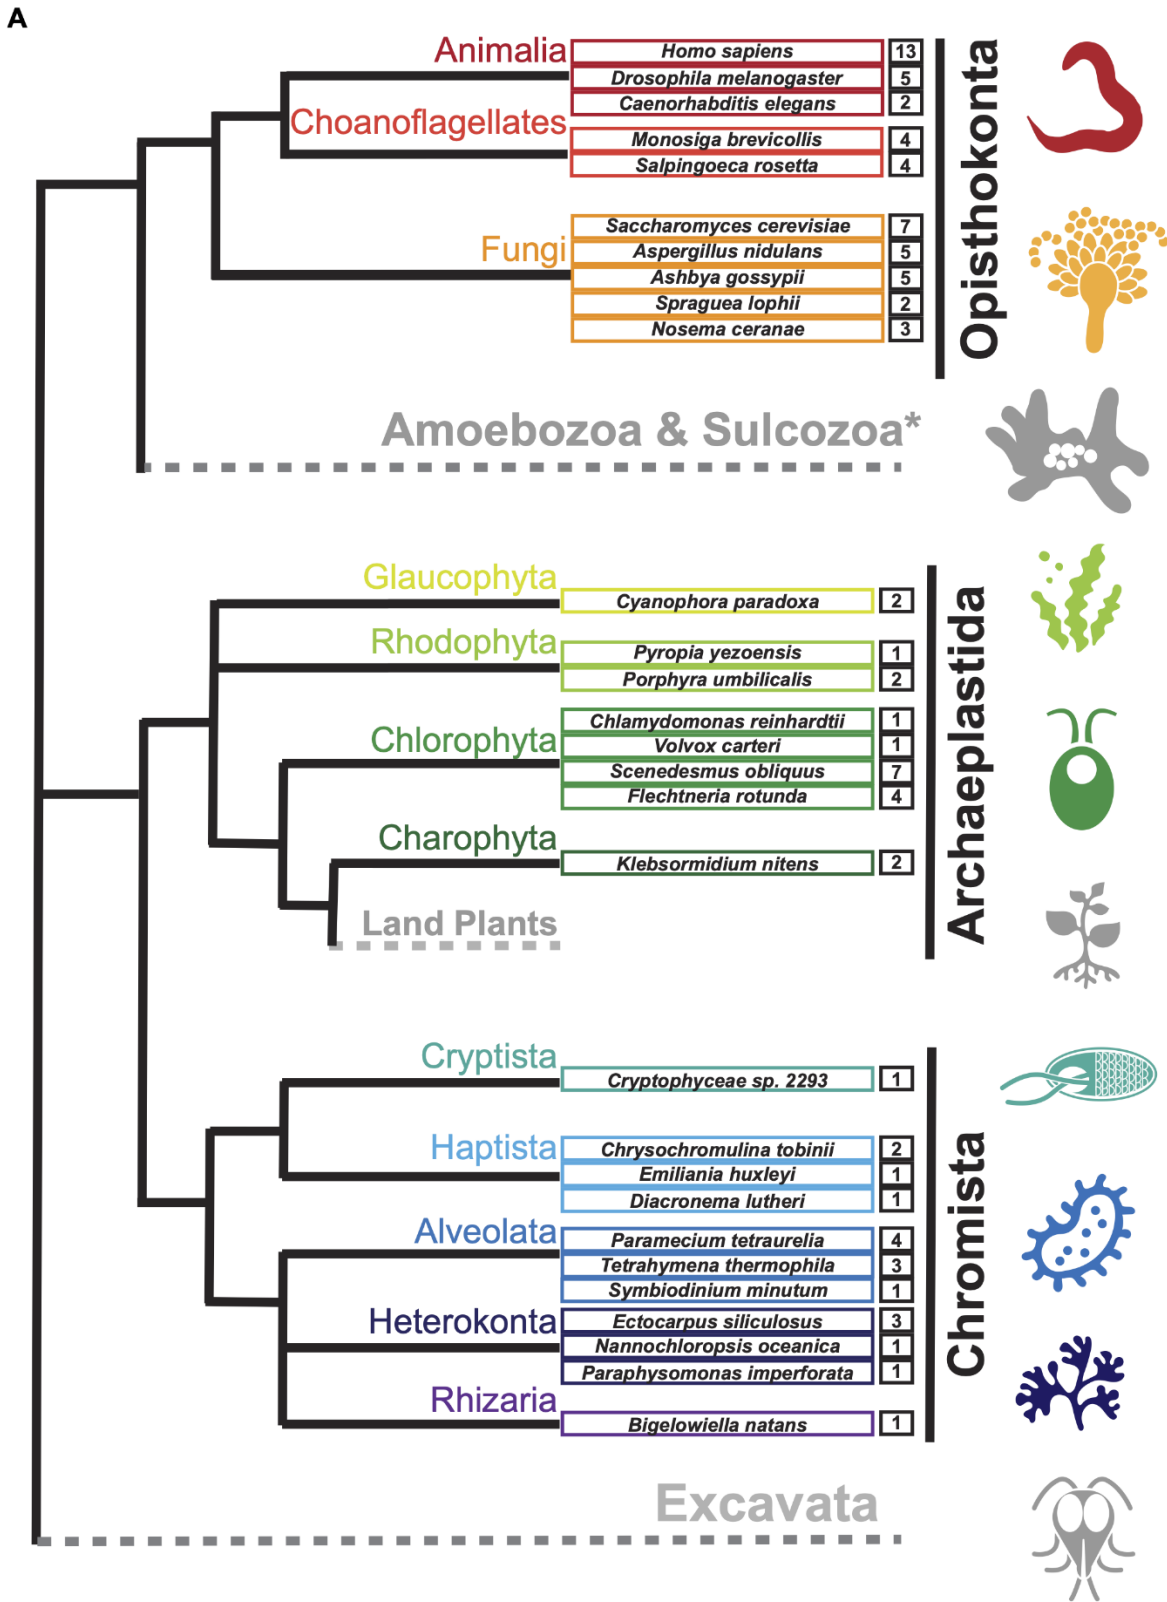 A
Animalia
Homo sapiens 13
Drosophila melanogaster 5
Caenorhabditis elegans 2
Choanoflagellates
Monosiga brevicollis 4
Salpingoeca rosetta 4
Fungi
Saccharomyces cerevisiae 7
Aspergillus nidulans 5
Ashbya gossypii 5
Spraguea lophii 2
Nosema ceranae 3
Opisthokonta
Amoebozoa & Sulcozoa*
Glaucophyta
Cyanophora paradoxa 2
Rhodophyta
Pyropia yezoensis 1
Porphyra umbilicalis 2
Chlorophyta
Chlamydomonas reinhardtii 1
Volvox carteri 1
Scenedesmus obliquus 7
Flechtneria rotunda 4
Charophyta
Klebsormidium nitens 2
Land Plants
Archaeplastida
Cryptista
Cryptophyceae sp. 2293 1
Haptista
Chrysochromulina tobinii 2
Emiliania huxleyi 1
Diacronema lutheri 1
Alveolata
Paramecium tetraurelia 4
Tetrahymena thermophila 3
Symbiodinium minutum 1
Heterokonta
Ectocarpus siliculosus 3
Nannochloropsis oceanica 1
Paraphysomonas imperforata 1
Rhizaria
Bigelowiella natans 1
Chromista
Excavata